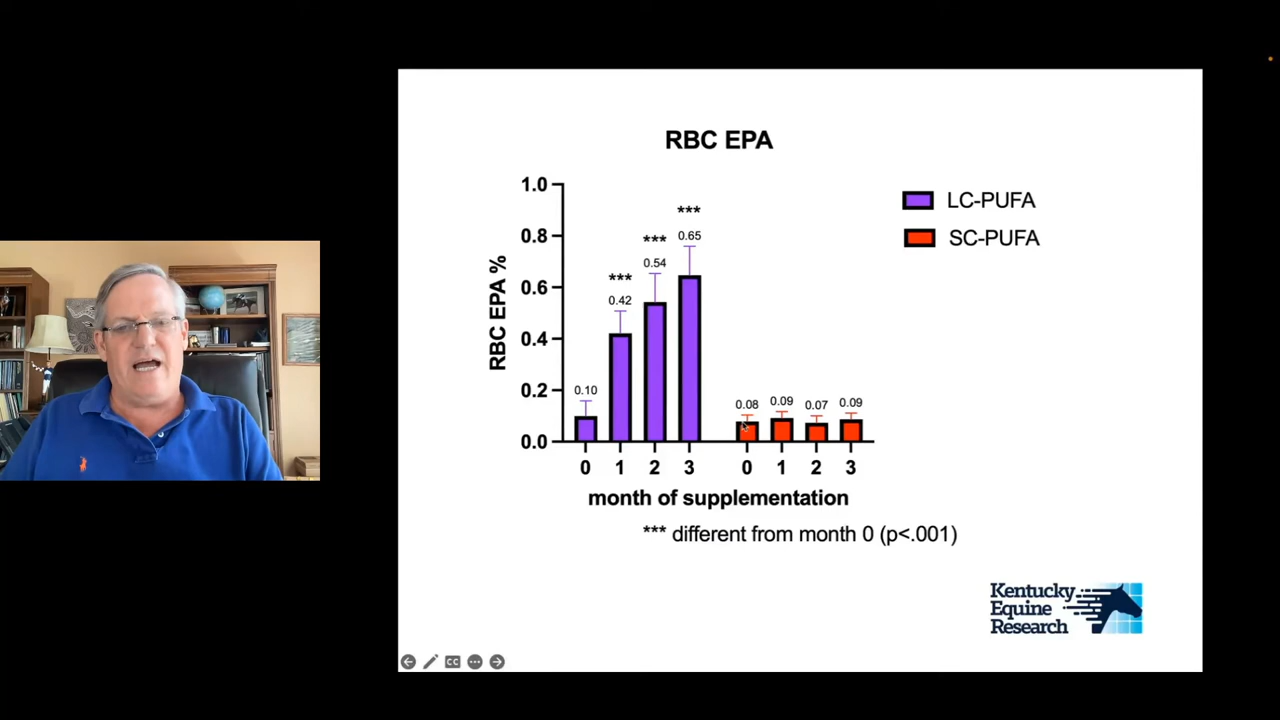 RBC EPA
1.0
0.8
0.6
0.4
0.2
0.0
RBC EPA %
0.10
***
0.42
***
0.54
***
0.65
0.08
0.09
0.07
0.09
0 1 2 3 0 1 2 3
month of supplementation
*** different from month 0 (p<.001)
LC-PUFA
SC-PUFA
Kentucky
Equine
Research
CC